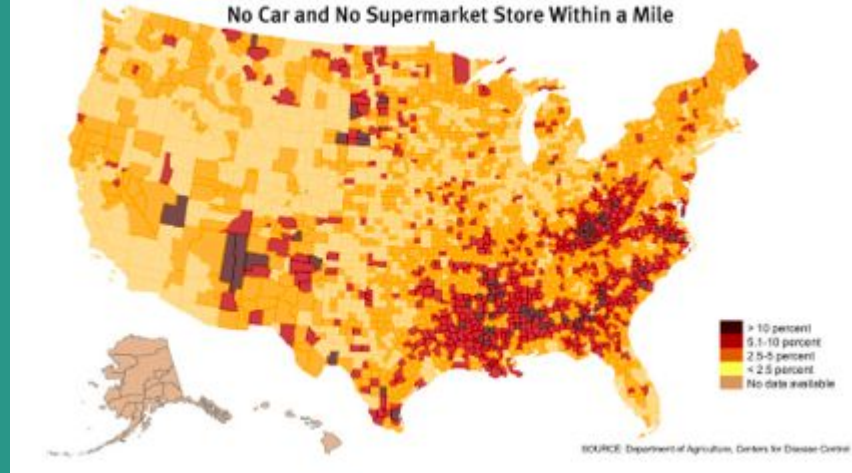 No Car and No Supermarket Store Within a Mile
> 10 percent
5.1-10 percent
2.5-5 percent
< 2.5 percent
No data available
SOURCE: Department of Agriculture, Centers for Disease Control